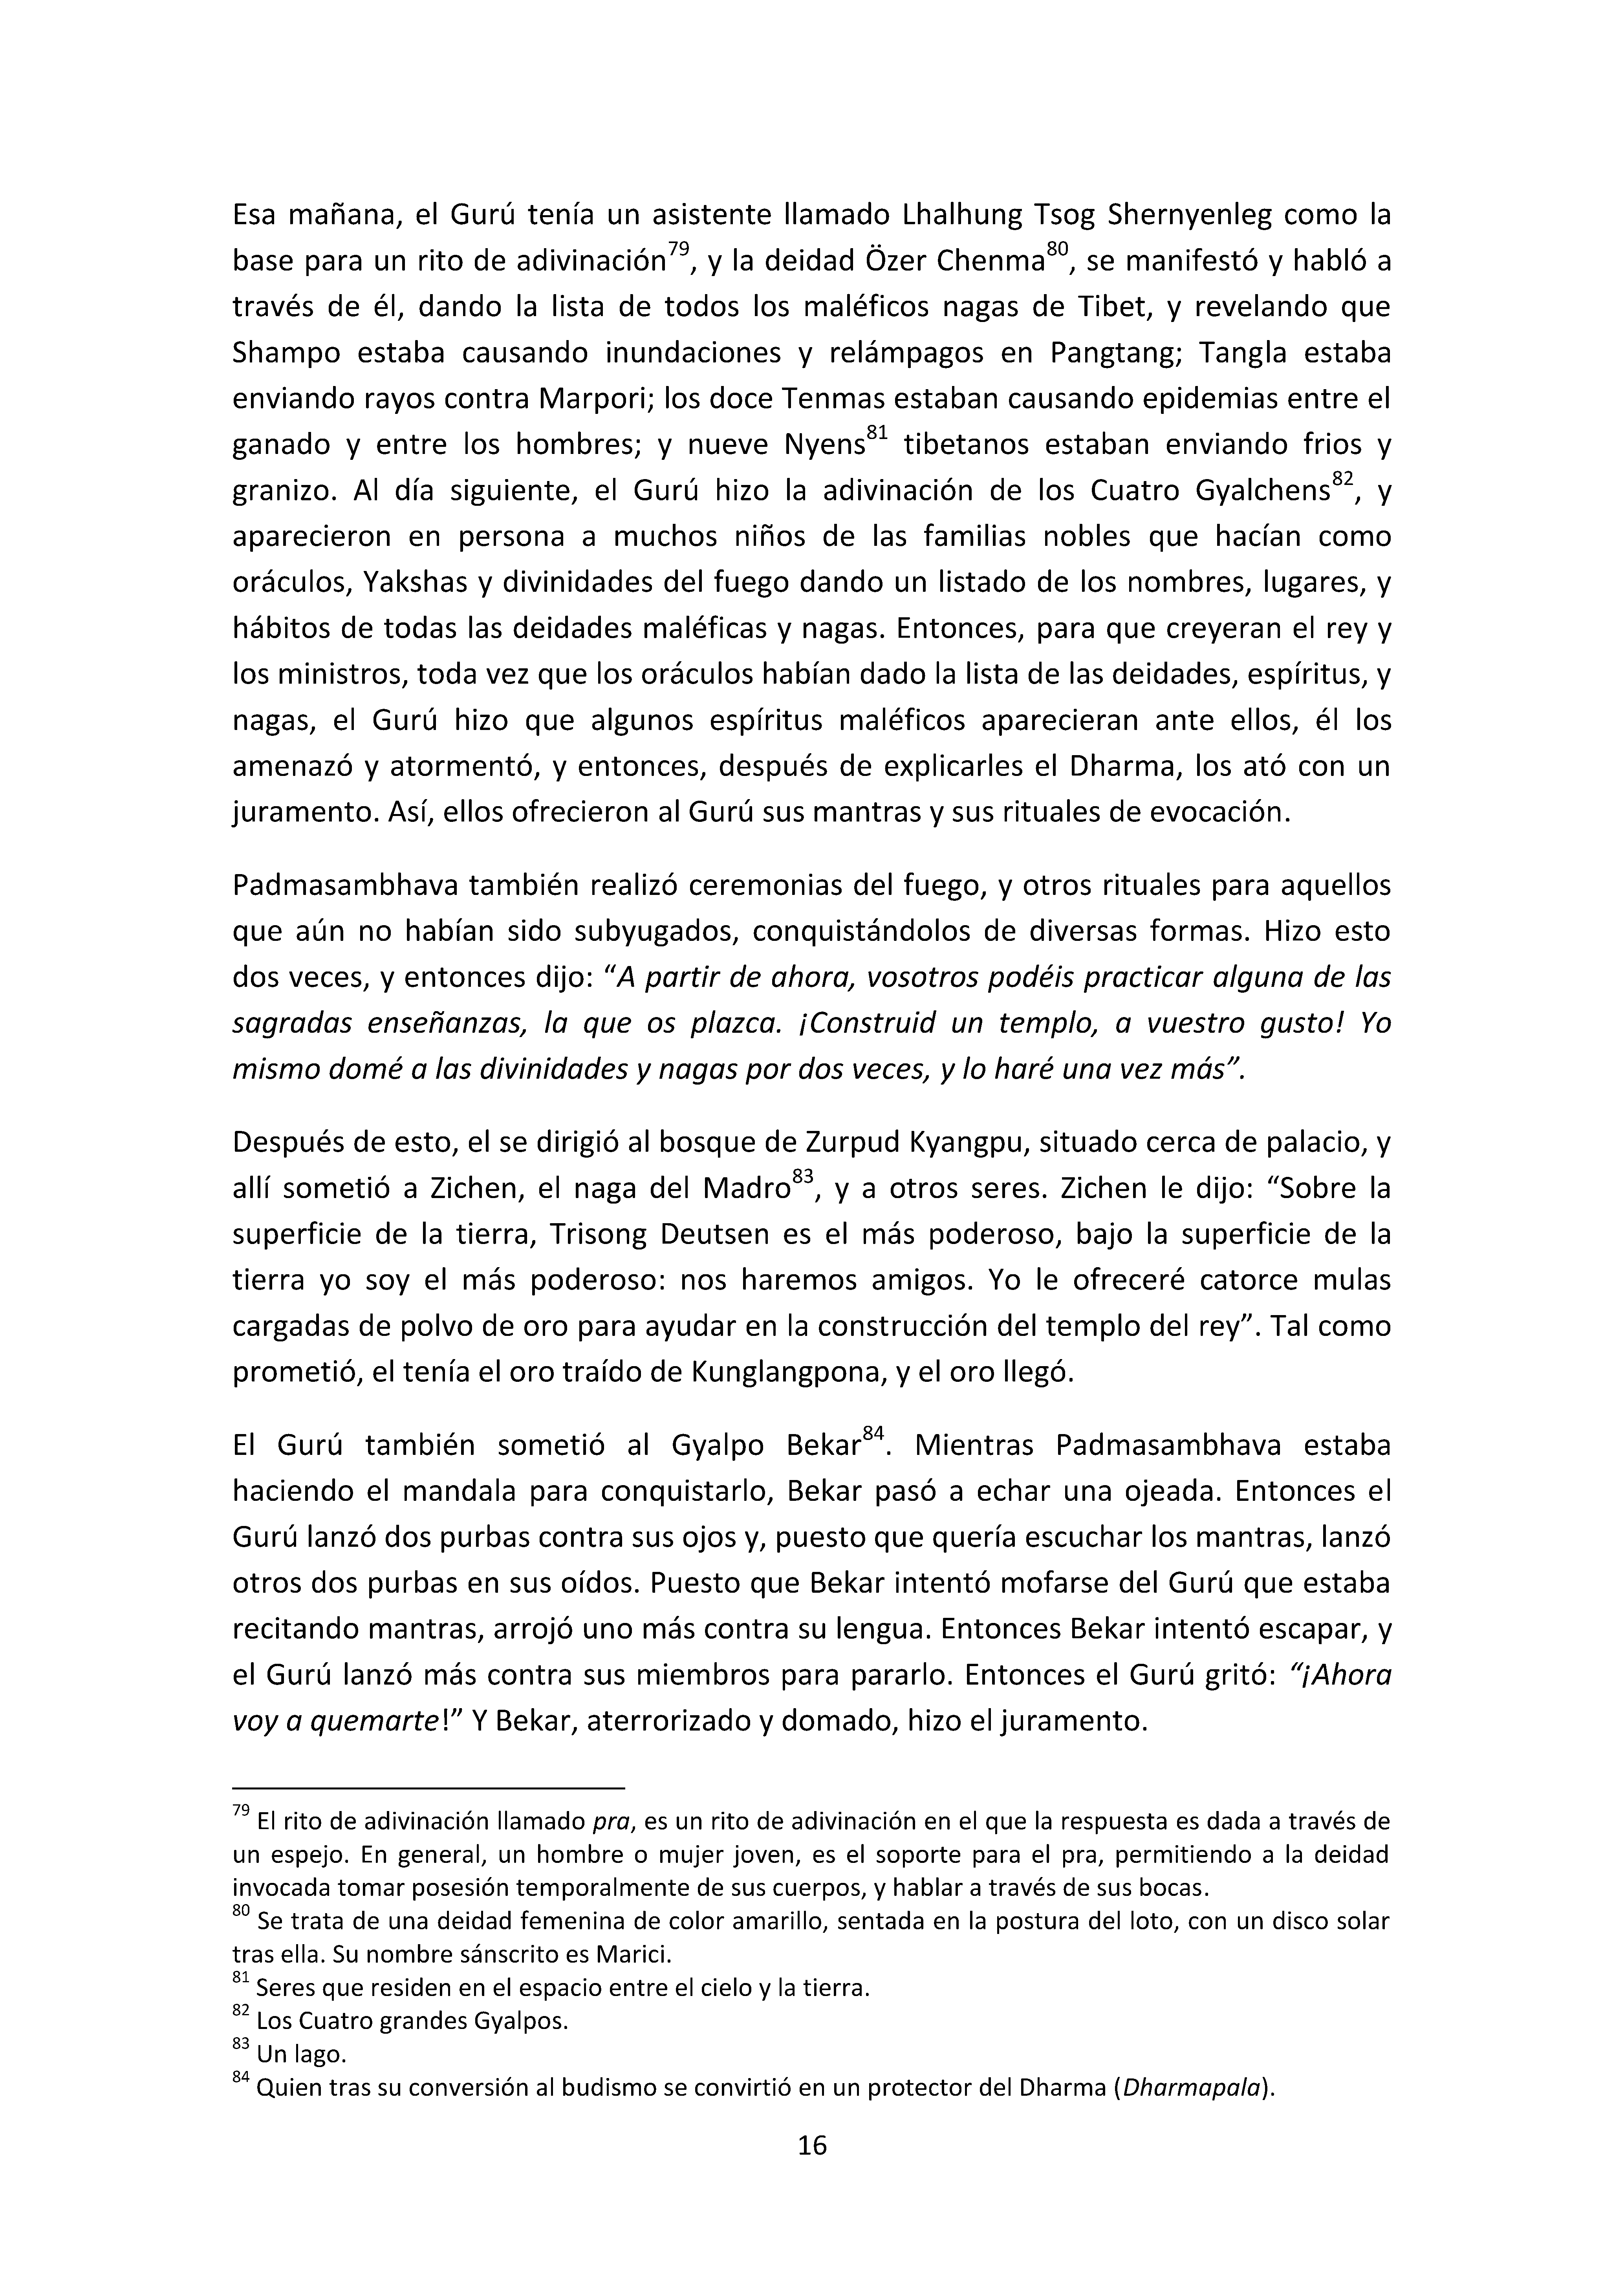 Esa mañana, el Gurú tenía un asistente llamado Lhalhung Tsog Shernyenleg como la
base para un rito de adivinación79, y la deidad Özer Chenma80, se manifestó y habló a
través de él, dando la lista de todos los maléficos nagas de Tibet, y revelando que
Shampo estaba causando inundaciones y relámpagos en Pangtang; Tangla estaba
enviando rayos contra Marpori; los doce Tenmas estaban causando epidemias entre el
ganado y entre los hombres; y nueve Nyens81 tibetanos estaban enviando frios y
granizo. Al día siguiente, el Gurú hizo la adivinación de los Cuatro Gyalchens82, y
aparecieron en persona a muchos niños de las familias nobles que hacían como
oráculos, Yakshas y divinidades del fuego dando un listado de los nombres, lugares, y
hábitos de todas las deidades maléficas y nagas. Entonces, para que creyeran el rey y
los ministros, toda vez que los oráculos habían dado la lista de las deidades, espíritus, y
nagas, el Gurú hizo que algunos espíritus maléficos aparecieran ante ellos, él los
amenazó y atormentó, y entonces, después de explicarles el Dharma, los ató con un
juramento. Así, ellos ofrecieron al Gurú sus mantras y sus rituales de evocación.
Padmasambhava también realizó ceremonias del fuego, y otros rituales para aquellos
que aún no habían sido subyugados, conquistándolos de diversas formas. Hizo esto
dos veces, y entonces dijo: “A partir de ahora, vosotros podéis practicar alguna de las
sagradas enseñanzas, la que os plazca. ¡Construid un templo, a vuestro gusto! Yo
mismo domé a las divinidades y nagas por dos veces, y lo haré una vez más”.
Después de esto, el se dirigió al bosque de Zurpud Kyangpu, situado cerca de palacio, y
allí sometió a Zichen, el naga del Madro83, y a otros seres. Zichen le dijo: “Sobre la
superficie de la tierra, Trisong Deutsen es el más poderoso, bajo la superficie de la
tierra yo soy el más poderoso: nos haremos amigos. Yo le ofreceré catorce mulas
cargadas de polvo de oro para ayudar en la construcción del templo del rey”. Tal como
prometió, el tenía el oro traído de Kunglangpona, y el oro llegó.
El Gurú también sometió al Gyalpo Bekar84. Mientras Padmasambhava estaba
haciendo el mandala para conquistarlo, Bekar pasó a echar una ojeada. Entonces el
Gurú lanzó dos purbas contra sus ojos y, puesto que quería escuchar los mantras, lanzó
otros dos purbas en sus oídos. Puesto que Bekar intentó mofarse del Gurú que estaba
recitando mantras, arrojó uno más contra su lengua. Entonces Bekar intentó escapar, y
el Gurú lanzó más contra sus miembros para pararlo. Entonces el Gurú gritó: “¡Ahora
voy a quemarte!” Y Bekar, aterrorizado y domado, hizo el juramento.
79 El rito de adivinación llamado pra, es un rito de adivinación en el que la respuesta es dada a través de
un espejo. En general, un hombre o mujer joven, es el soporte para el pra, permitiendo a la deidad
invocada tomar posesión temporalmente de sus cuerpos, y hablar a través de sus bocas.
80 Se trata de una deidad femenina de color amarillo, sentada en la postura del loto, con un disco solar
tras ella. Su nombre sánscrito es Marici.
81 Seres que residen en el espacio entre el cielo y la tierra.
82 Los Cuatro grandes Gyalpos.
83 Un lago.
84 Quien tras su conversión al budismo se convirtió en un protector del Dharma (Dharmapala).
16